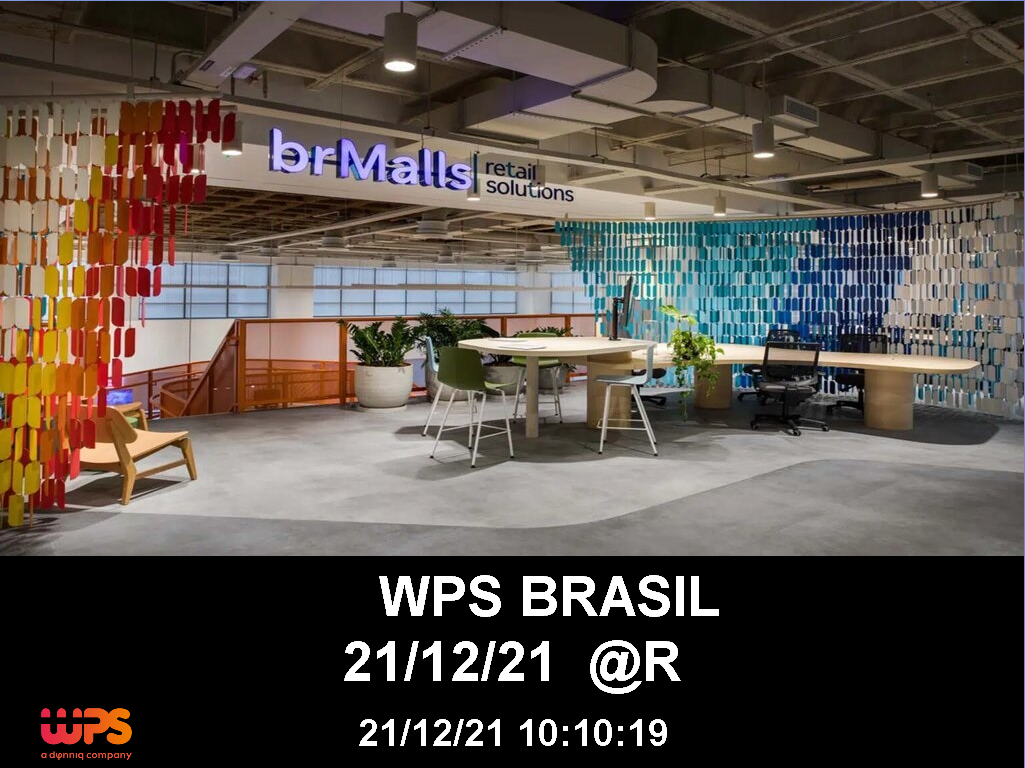 brMalls
retail
solutions
WPS BRASIL
21/12/21 @R
21/12/21 10:10:19
WPS
a dynniq company